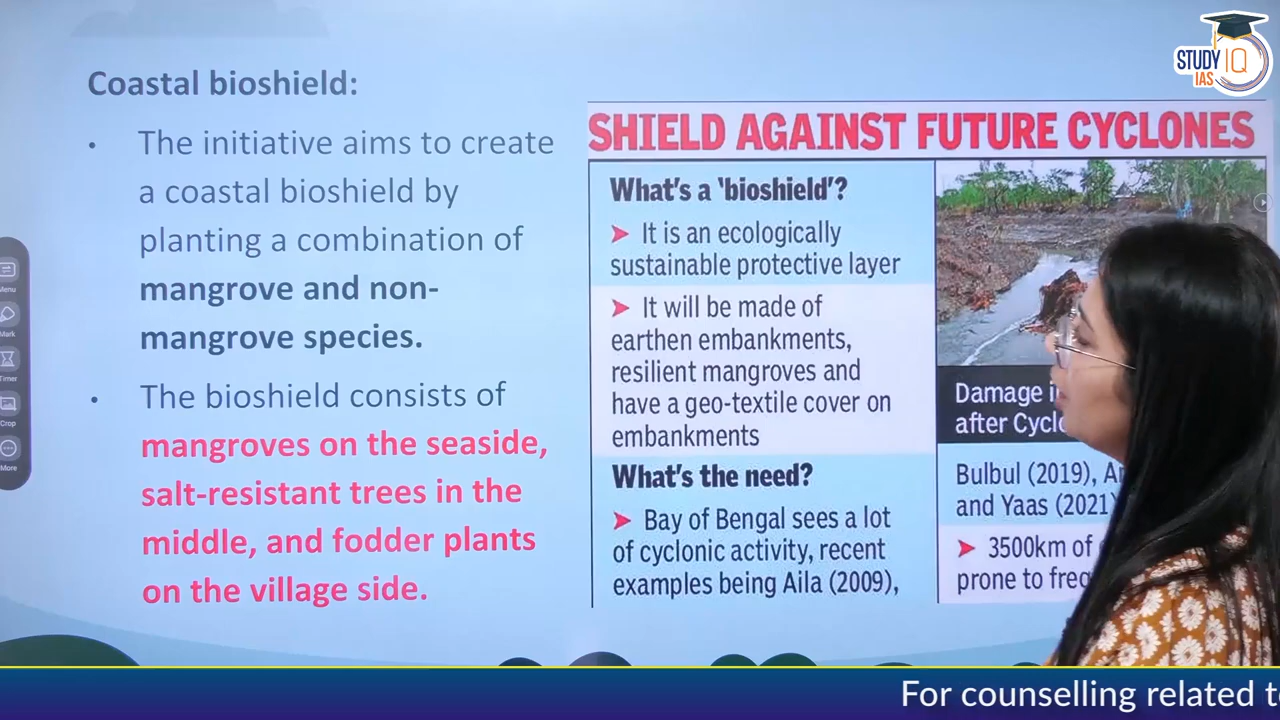 STUDY IQ
IAS
Coastal bioshield:
• The initiative aims to create
a coastal bioshield by
planting a combination of
mangrove and non-
mangrove species.
• The bioshield consists of
mangroves on the seaside,
salt-resistant trees in the
middle, and fodder plants
on the village side.
SHIELD AGAINST FUTURE CYCLONES
What's a 'bioshield'?
➤ It is an ecologically
sustainable protective layer
➤ It will be made of
earthen embankments,
resilient mangroves and
have a geo-textile cover on
embankments
What's the need?
➤ Bay of Bengal sees a lot
of cyclonic activity, recent
examples being Aila (2009),
Damage
after
Bulbul (2019),
and Yaas (2021)
➤ 3500km of
prone to
Menu
Mark
Timer
Crop
More
For counselling related